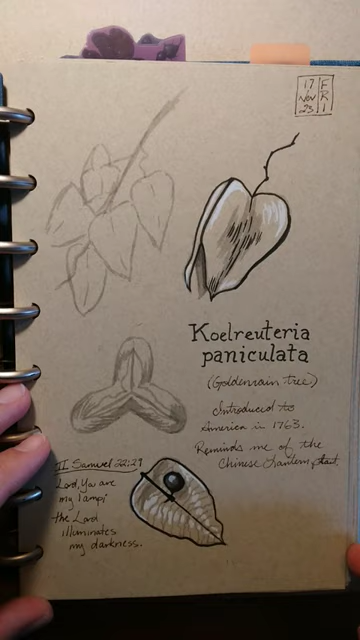 17 F
Nov R
23 I
Koelreuteria
paniculata
(Goldenrain tree)
Introduced to
America in 1763.
Reminds me of the
Chinese Lantern plant.
II Samuel 22:29
Lord, You are
my lamp;
the Lord
illuminates
my darkness.